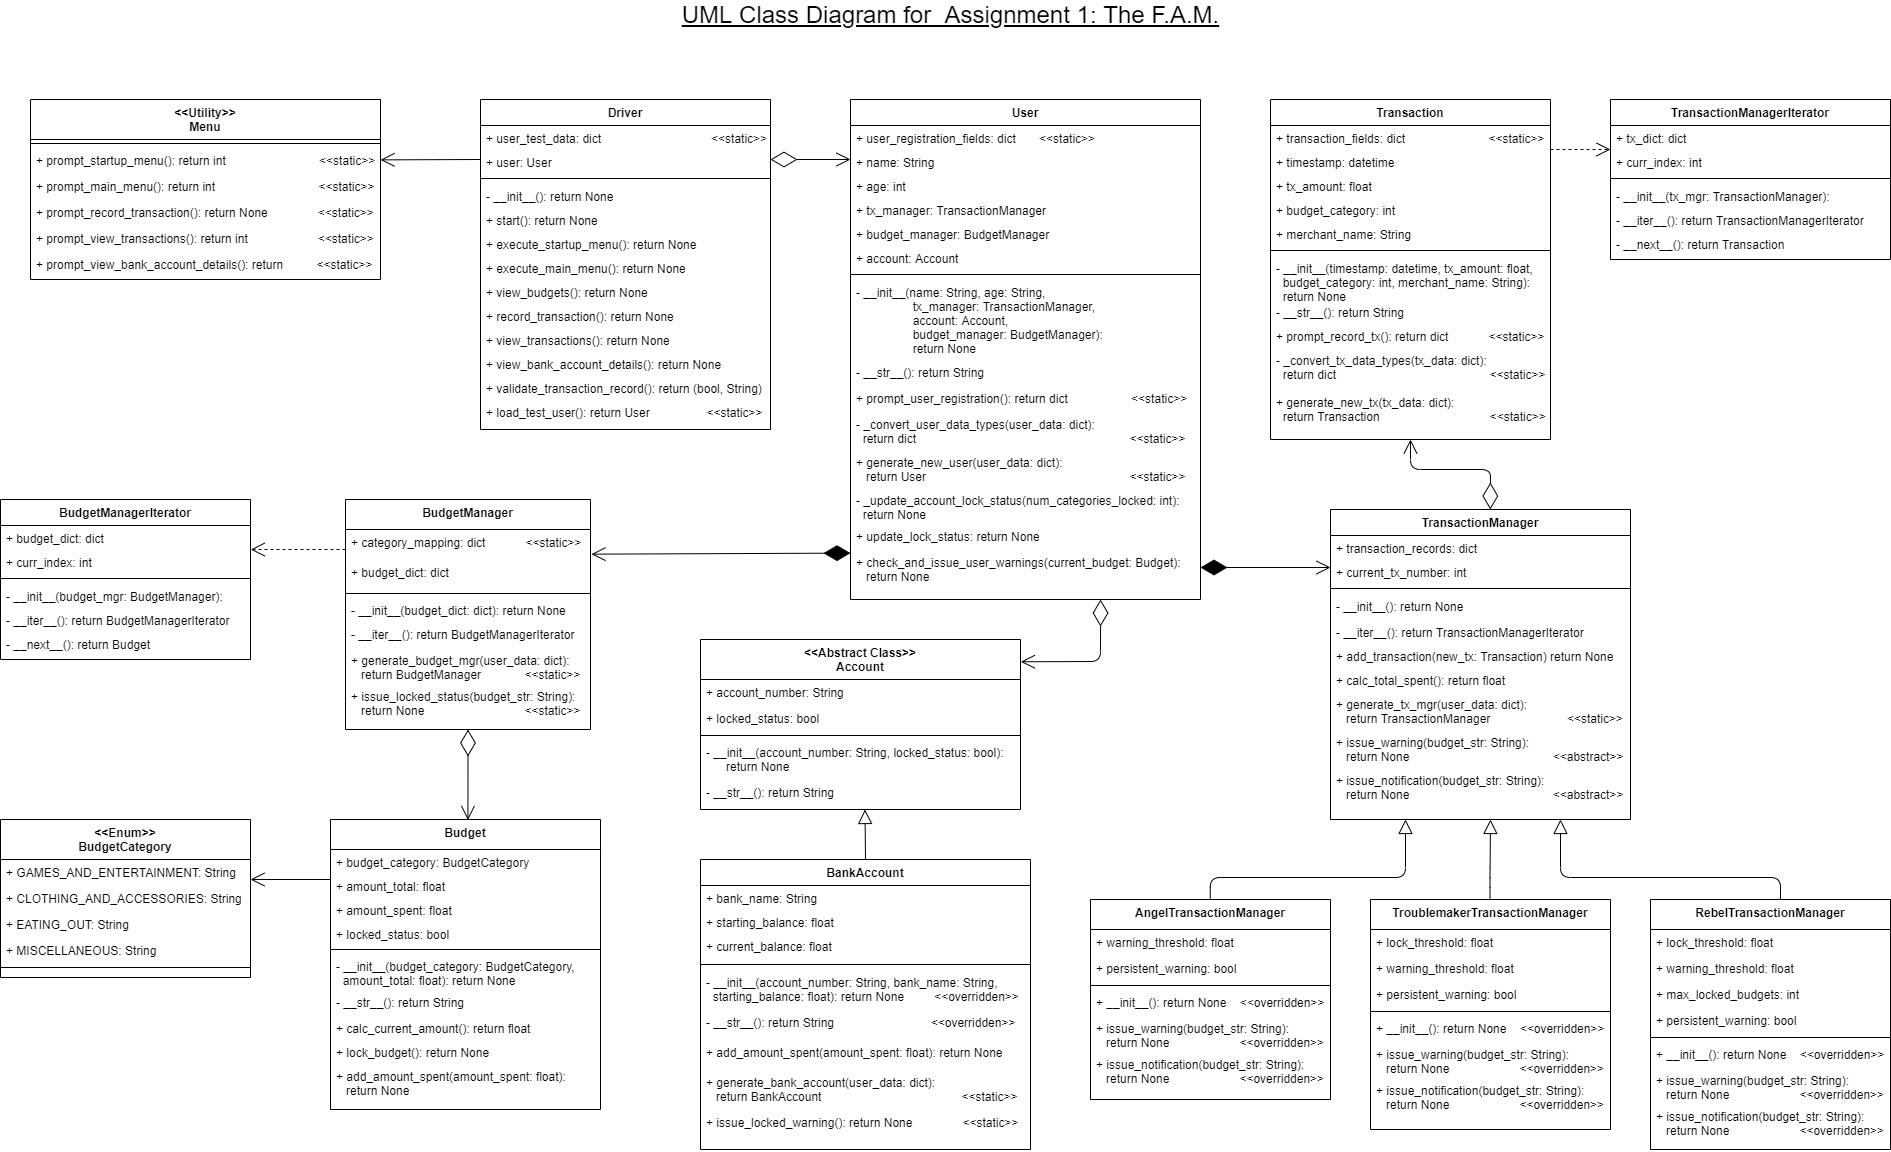 UML Class Diagram for  Assignment 1: The F.A.M.
<<Utility>>
Menu
+ prompt_startup_menu(): return int <<static>>
+ prompt_main_menu(): return int <<static>>
+ prompt_record_transaction(): return None <<static>>
+ prompt_view_transactions(): return int <<static>>
+ prompt_view_bank_account_details(): return <<static>>
Driver
+ user_test_data: dict <<static>>
+ user: User
- __init__(): return None
+ start(): return None
+ execute_startup_menu(): return None
+ execute_main_menu(): return None
+ view_budgets(): return None
+ record_transaction(): return None
+ view_transactions(): return None
+ view_bank_account_details(): return None
+ validate_transaction_record(): return (bool, String)
+ load_test_user(): return User <<static>>
User
+ user_registration_fields: dict <<static>>
+ name: String
+ age: int
+ tx_manager: TransactionManager
+ budget_manager: BudgetManager
+ account: Account
- __init__(name: String, age: String,
tx_manager: TransactionManager,
account: Account,
budget_manager: BudgetManager):
return None
- __str__(): return String
+ prompt_user_registration(): return dict <<static>>
- _convert_user_data_types(user_data: dict):
return dict <<static>>
+ generate_new_user(user_data: dict):
return User <<static>>
- _update_account_lock_status(num_categories_locked: int):
return None
+ update_lock_status: return None
+ check_and_issue_user_warnings(current_budget: Budget):
return None
Transaction
+ transaction_fields: dict <<static>>
+ timestamp: datetime
+ tx_amount: float
+ budget_category: int
+ merchant_name: String
- __init__(timestamp: datetime, tx_amount: float,
budget_category: int, merchant_name: String):
return None
- __str__(): return String
+ prompt_record_tx(): return dict <<static>>
- _convert_tx_data_types(tx_data: dict):
return dict <<static>>
+ generate_new_tx(tx_data: dict):
return Transaction <<static>>
TransactionManagerIterator
+ tx_dict: dict
+ curr_index: int
- __init__(tx_mgr: TransactionManager):
- __iter__(): return TransactionManagerIterator
- __next__(): return Transaction
BudgetManagerIterator
+ budget_dict: dict
+ curr_index: int
- __init__(budget_mgr: BudgetManager):
- __iter__(): return BudgetManagerIterator
- __next__(): return Budget
BudgetManager
+ category_mapping: dict <<static>>
+ budget_dict: dict
- __init__(budget_dict: dict): return None
- __iter__(): return BudgetManagerIterator
+ generate_budget_mgr(user_data: dict):
return BudgetManager <<static>>
+ issue_locked_status(budget_str: String):
return None <<static>>
TransactionManager
+ transaction_records: dict
+ current_tx_number: int
- __init__(): return None
- __iter__(): return TransactionManagerIterator
+ add_transaction(new_tx: Transaction) return None
+ calc_total_spent(): return float
+ generate_tx_mgr(user_data: dict):
return TransactionManager <<static>>
+ issue_warning(budget_str: String):
return None <<abstract>>
+ issue_notification(budget_str: String):
return None <<abstract>>
<<Abstract Class>>
Account
+ account_number: String
+ locked_status: bool
- __init__(account_number: String, locked_status: bool):
return None
- __str__(): return String
<<Enum>>
BudgetCategory
+ GAMES_AND_ENTERTAINMENT: String
+ CLOTHING_AND_ACCESSORIES: String
+ EATING_OUT: String
+ MISCELLANEOUS: String
Budget
+ budget_category: BudgetCategory
+ amount_total: float
+ amount_spent: float
+ locked_status: bool
- __init__(budget_category: BudgetCategory,
amount_total: float): return None
- __str__(): return String
+ calc_current_amount(): return float
+ lock_budget(): return None
+ add_amount_spent(amount_spent: float):
return None
BankAccount
+ bank_name: String
+ starting_balance: float
+ current_balance: float
- __init__(account_number: String, bank_name: String,
starting_balance: float): return None <<overridden>>
- __str__(): return String <<overridden>>
+ add_amount_spent(amount_spent: float): return None
+ generate_bank_account(user_data: dict):
return BankAccount <<static>>
+ issue_locked_warning(): return None <<static>>
AngelTransactionManager
+ warning_threshold: float
+ persistent_warning: bool
+ __init__(): return None <<overridden>>
+ issue_warning(budget_str: String):
return None <<overridden>>
+ issue_notification(budget_str: String):
return None <<overridden>>
TroublemakerTransactionManager
+ lock_threshold: float
+ warning_threshold: float
+ persistent_warning: bool
+ __init__(): return None <<overridden>>
+ issue_warning(budget_str: String):
return None <<overridden>>
+ issue_notification(budget_str: String):
return None <<overridden>>
RebelTransactionManager
+ lock_threshold: float
+ warning_threshold: float
+ max_locked_budgets: int
+ persistent_warning: bool
+ __init__(): return None <<overridden>>
+ issue_warning(budget_str: String):
return None <<overridden>>
+ issue_notification(budget_str: String):
return None <<overridden>>